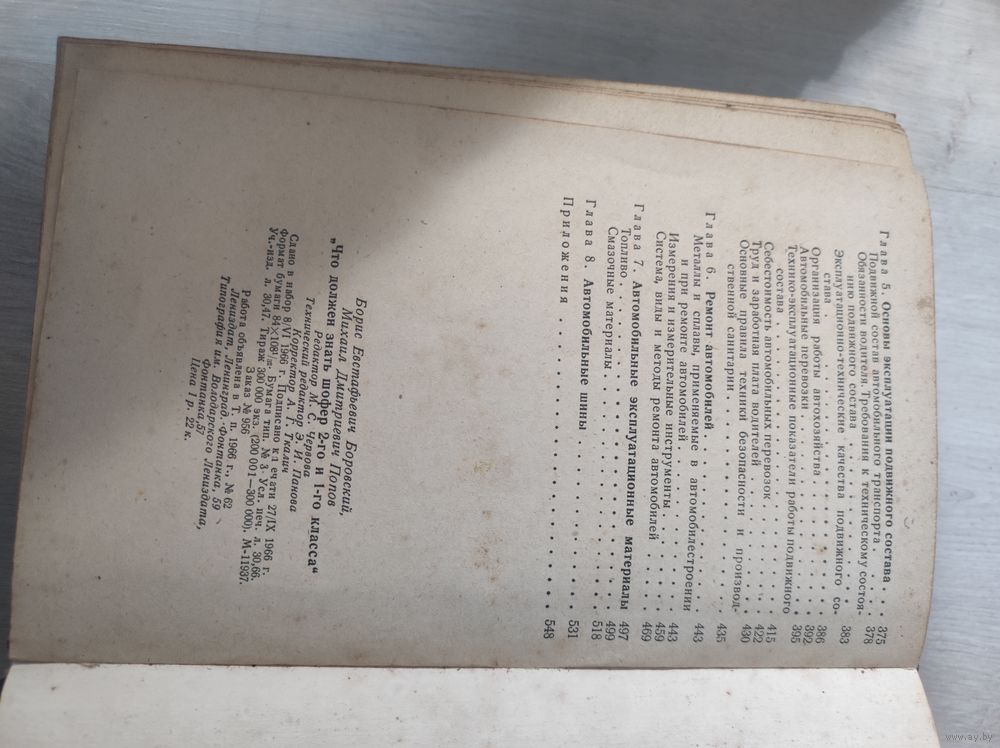 Глава 5. Основы эксплуатации подвижного состава . . 375
Подвижной состав автомобильного транспорта . . . . 378
Обязанности водителя. Требования к техническому состоя-
нию подвижного состава . . . . . . . . 383
Эксплуатационно-технические качества подвижного со-
става . . . . . . . . . . . . 386
Организация работы автохозяйства . . . . . . 392
Автомобильные перевозки . . . . . . . . 395
Технико-эксплуатационные показатели работы подвижного
состава . . . . . . . . . . . . 415
Себестоимость автомобильных перевозок . . . . . 422
Труд и заработная плата водителей . . . . . . 430
Основные правила техники безопасности и производ-
ственной санитарии . . . . . . . . . 435
Глава 6. Ремонт автомобилей . . . . . . . 443
Металлы и сплавы, применяемые в автомобилестроении
и при ремонте автомобилей . . . . . . . 443
Измерения и измерительные инструменты . . . . 459
Система, виды и методы ремонта автомобилей . . . 469
Глава 7. Автомобильные эксплуатационные материалы 497
Топливо . . . . . . . . . . . . 499
Смазочные материалы . . . . . . . . . 518
Глава 8. Автомобильные шины . . . . . . . 531
Приложения . . . . . . . . . . . 548
Борис Евстафьевич Боровский,
Михаил Дмитриевич Попов
„Что должен знать шофер 2-го и 1-го класса“
Редактор М. С. Червова
Технический редактор Э. И. Панова
Корректор А. Г. Ткалич
Сдано в набор 8/VI 1966 г. Подписано к печати 27/IX 1966 г.
Формат бумаги 84×108¹/₃₂. Бумага тип. № 3. Усл. печ. л. 30,66.
Уч.-изд. л. 30,47. Тираж 300 000 экз. (200 001—300 000). М-11937.
Заказ № 956
Работа объявлена в Т. п. 1966 г., № 62
Лениздат, Ленинград, Фонтанка, 59
Типография им. Володарского Лениздата,
Фонтанка, 57
Цена 1 р. 22 к.
www.ay.by